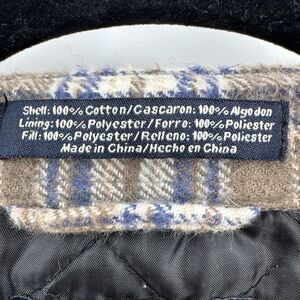 Shell: 100% Cotton/Cascaron: 100% Algodon
Lining: 100% Polyester/Forro: 100% Poliester
Fill: 100% Polyester/Relleno: 100% Poliester
Made in China/Hecho en China